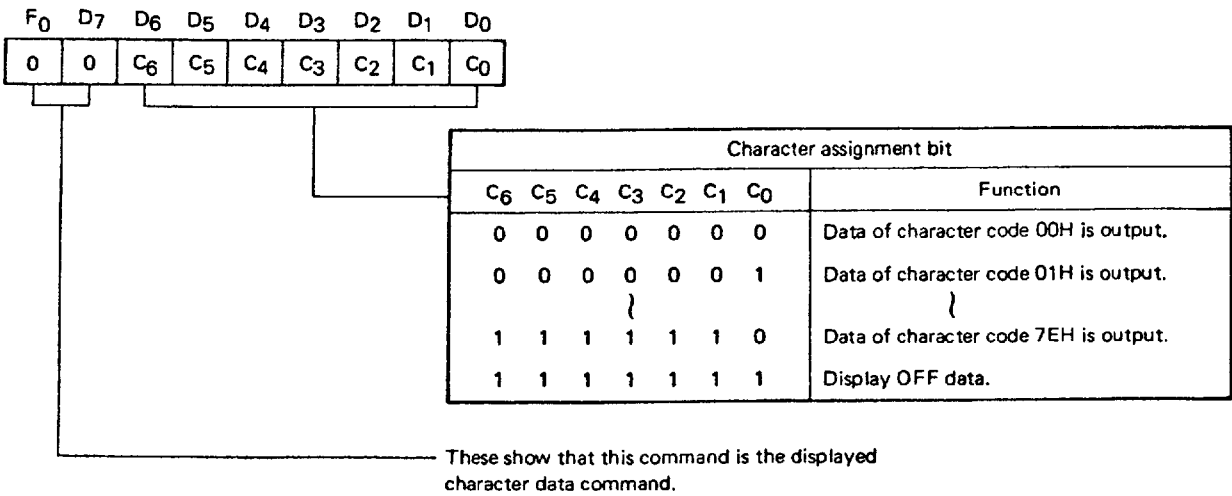 F0 D7 D6 D5 D4 D3 D2 D1 D0
0 0 C6 C5 C4 C3 C2 C1 C0
Character assignment bit
C6 C5 C4 C3 C2 C1 C0 Function
0 0 0 0 0 0 0 Data of character code 00H is output.
0 0 0 0 0 0 1 Data of character code 01H is output.
≀ ≀
1 1 1 1 1 1 0 Data of character code 7EH is output.
1 1 1 1 1 1 1 Display OFF data.
These show that this command is the displayed
character data command.